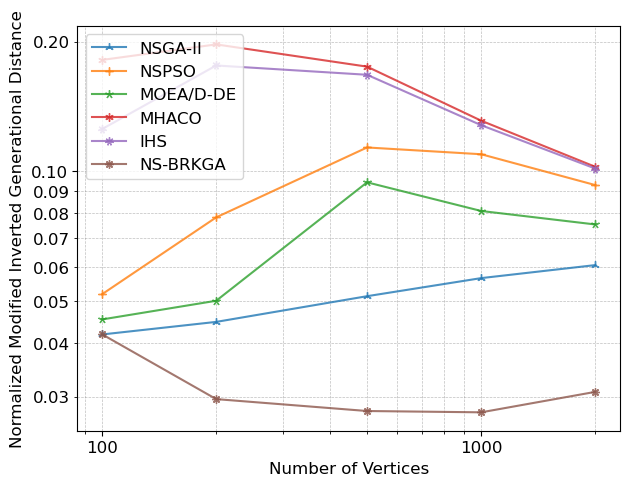 Normalized Modified Inverted Generational Distance
0.20
0.10
0.09
0.08
0.07
0.06
0.05
0.04
0.03
NSGA-II
NSPSO
MOEA/D-DE
MHACO
IHS
NS-BRKGA
100
1000
Number of Vertices